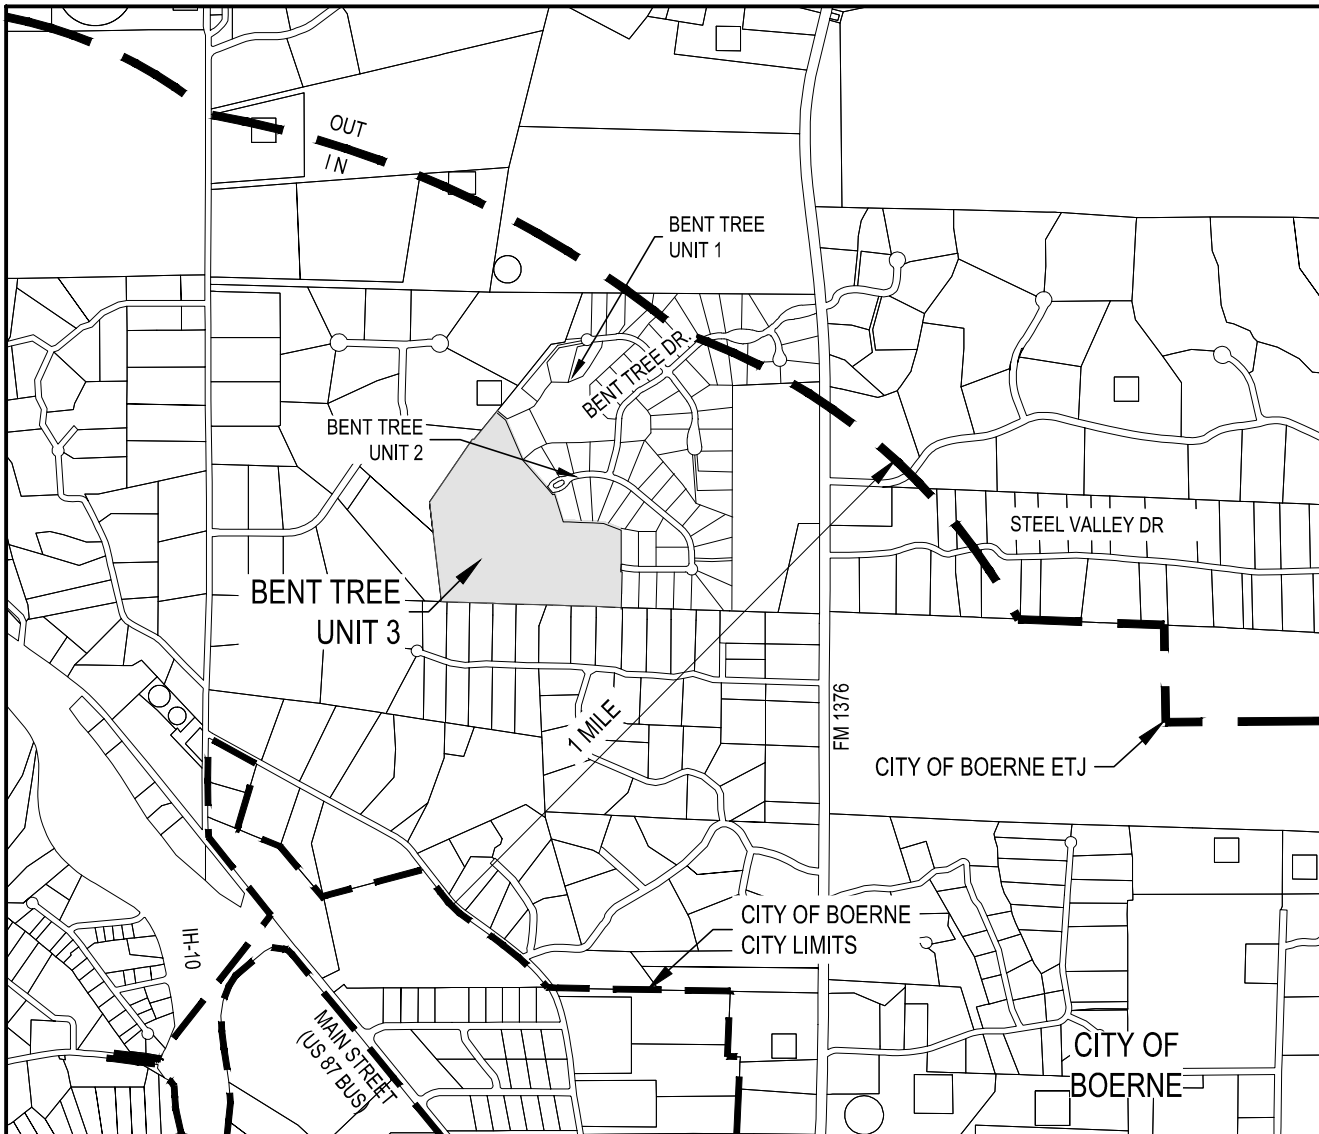 OUT
IN
BENT TREE
UNIT 1
BENT TREE DR.
BENT TREE
UNIT 2
STEEL VALLEY DR
BENT TREE
UNIT 3
1 MILE
FM 1376
CITY OF BOERNE ETJ
CITY OF BOERNE
CITY LIMITS
IH-10
MAIN STREET
(US 87 BUS)
CITY OF
BOERNE